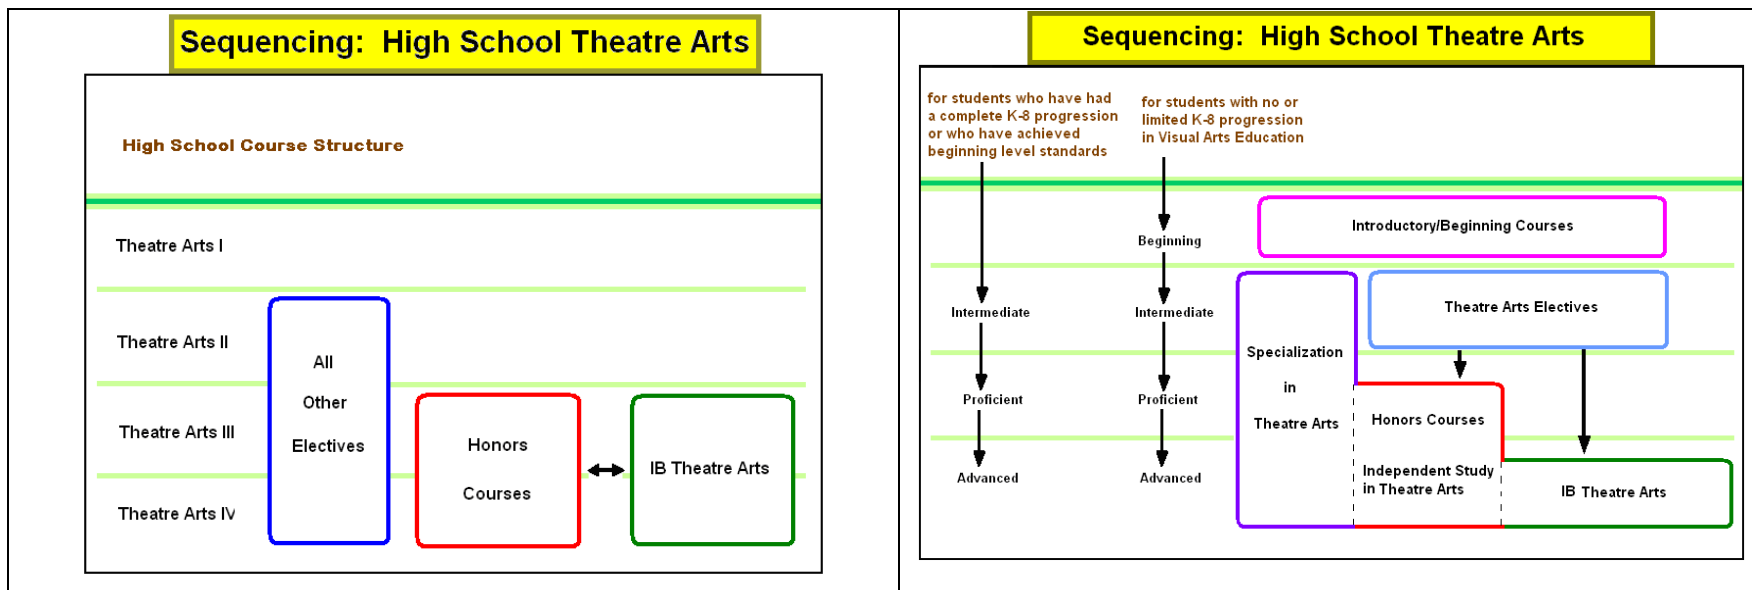 Sequencing:  High School Theatre Arts
High School Course Structure
Theatre Arts I
Theatre Arts II
Theatre Arts III
Theatre Arts IV
All
Other
Electives
Honors
Courses
IB Theatre Arts
Sequencing:  High School Theatre Arts
for students who have had
a complete K-8 progression
or who have achieved
beginning level standards
for students with no or
limited K-8 progression
in Visual Arts Education
Introductory/Beginning Courses
Beginning
Intermediate
Intermediate
Theatre Arts Electives
Specialization
in
Theatre Arts
Proficient
Proficient
Honors Courses
Independent Study
in Theatre Arts
Advanced
Advanced
IB Theatre Arts